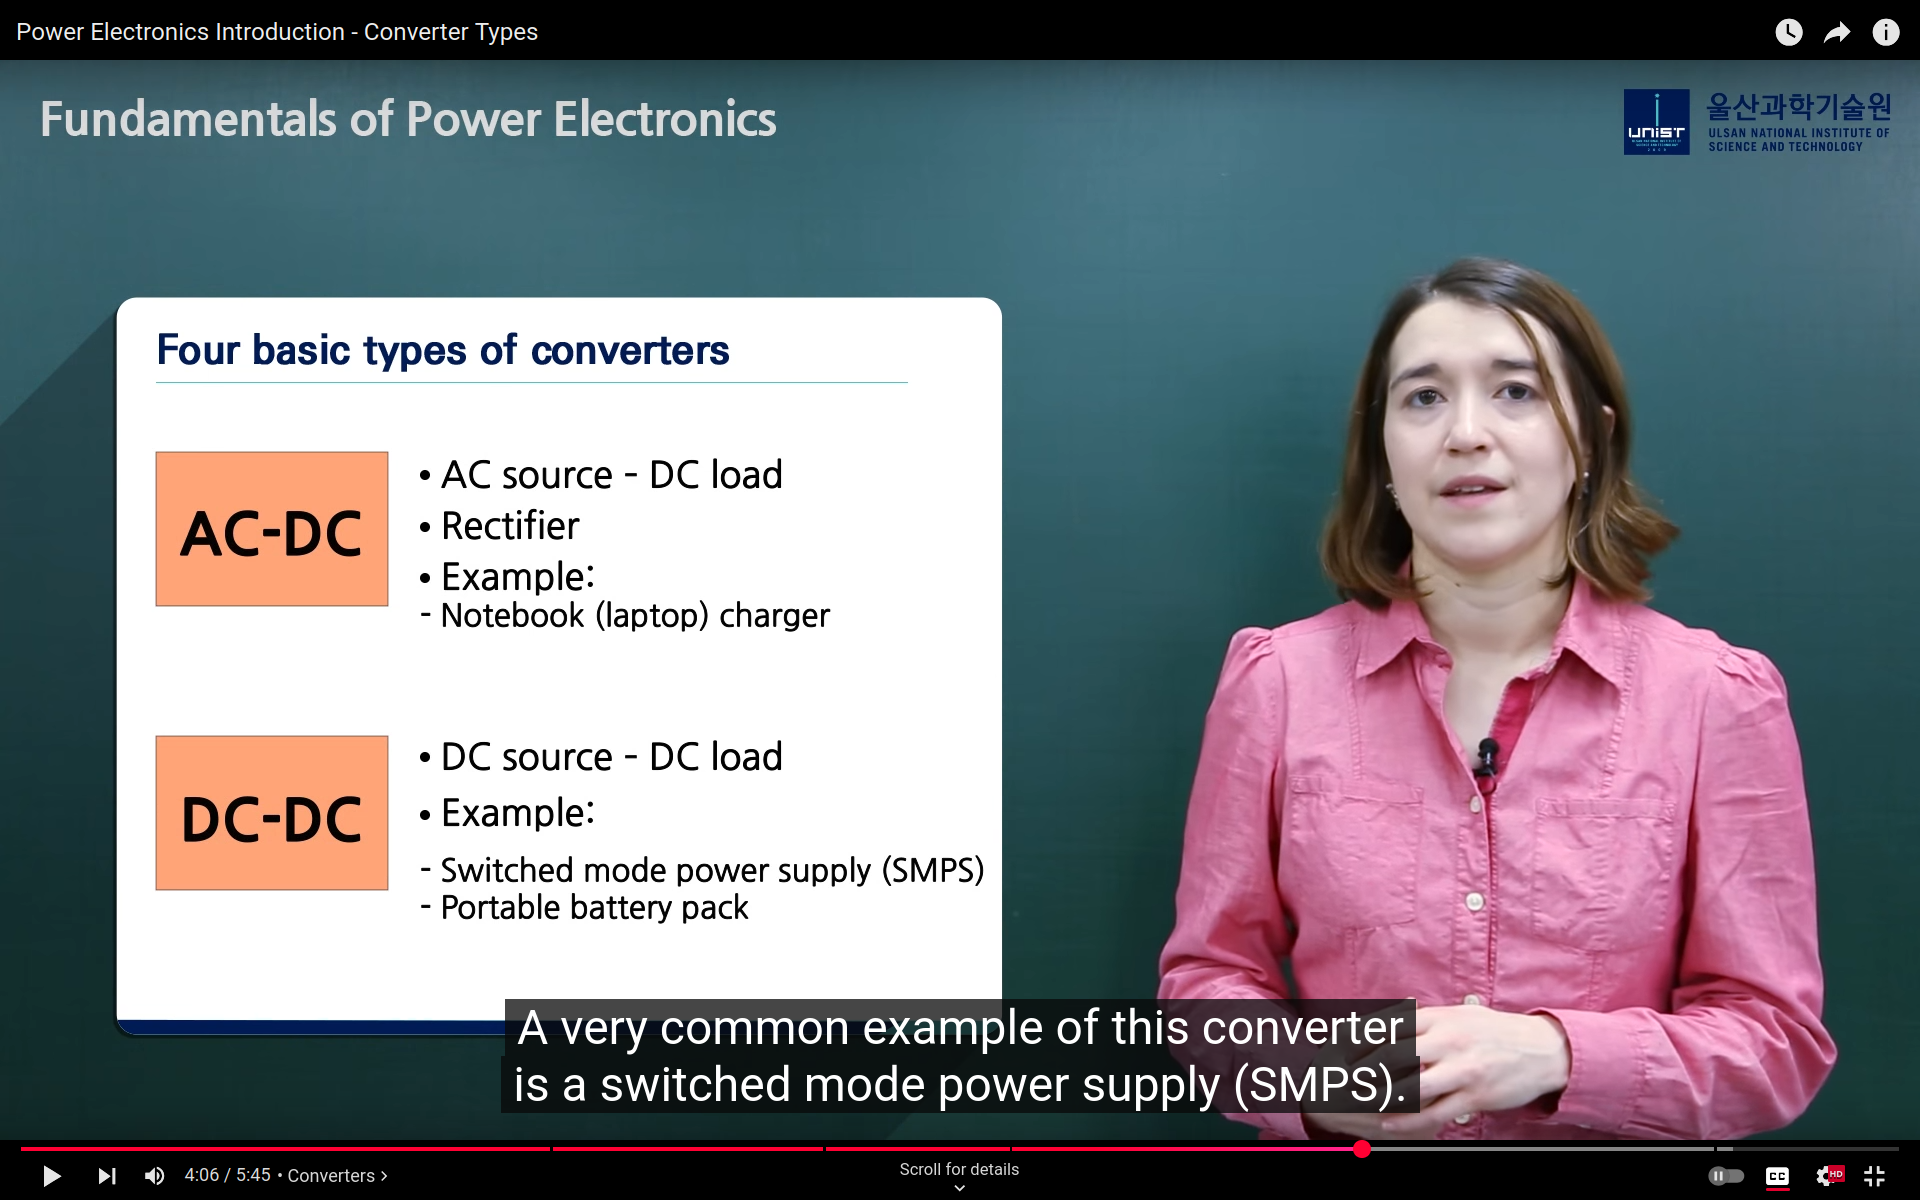 Power Electronics Introduction - Converter Types
Fundamentals of Power Electronics
UNIST
울산과학기술원
ULSAN NATIONAL INSTITUTE OF
SCIENCE AND TECHNOLOGY
Four basic types of converters
AC-DC
• AC source - DC load
• Rectifier
• Example:
- Notebook (laptop) charger
DC-DC
• DC source - DC load
• Example:
- Switched mode power supply (SMPS)
- Portable battery pack
A very common example of this converter
is a switched mode power supply (SMPS).
4:06 / 5:45 • Converters >
Scroll for details
CC
HD